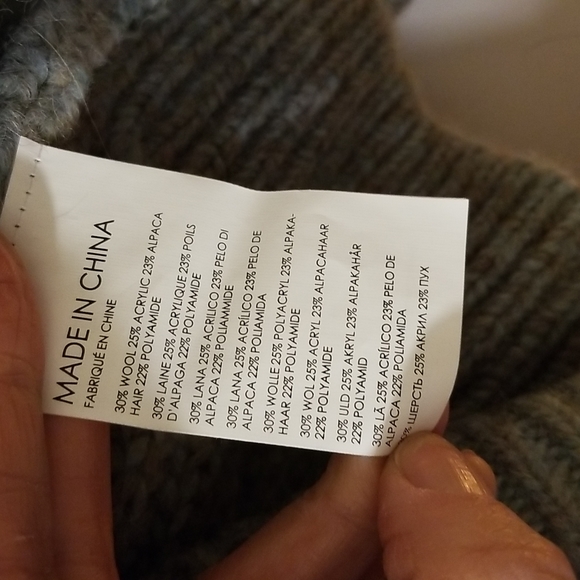 MADE IN CHINA
FABRIQUÉ EN CHINE
30% WOOL 25% ACRYLIC 23% ALPACA
HAIR 22% POLYAMIDE
30% LAINE 25% ACRYLIQUE 23% POILS
D'ALPAGA 22% POLYAMIDE
30% LANA 25% ACRILICO 23% PELO DI
ALPACA 22% POLIAMMIDE
30% LANA 25% ACRÍLICO 23% PELO DE
ALPACA 22% POLIAMIDA
30% WOLLE 25% POLYACRYL 23% ALPAKA-
HAAR 22% POLYAMIDE
30% WOL 25% ACRYL 23% ALPACAHAAR
22% POLYAMIDE
30% ULD 25% AKRYL 23% ALPAKAHÅR
22% POLYAMID
30% LÃ 25% ACRÍLICO 23% PELO DE
ALPACA 22% POLIAMIDA
ШЕРСТЬ 25% АКРИЛ 23% ПУХ